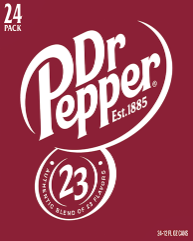 24
PACK
Dr
Pepper®
Est.1885
23
• AUTHENTIC BLEND OF 23 FLAVORS •
24-12 FL OZ CANS